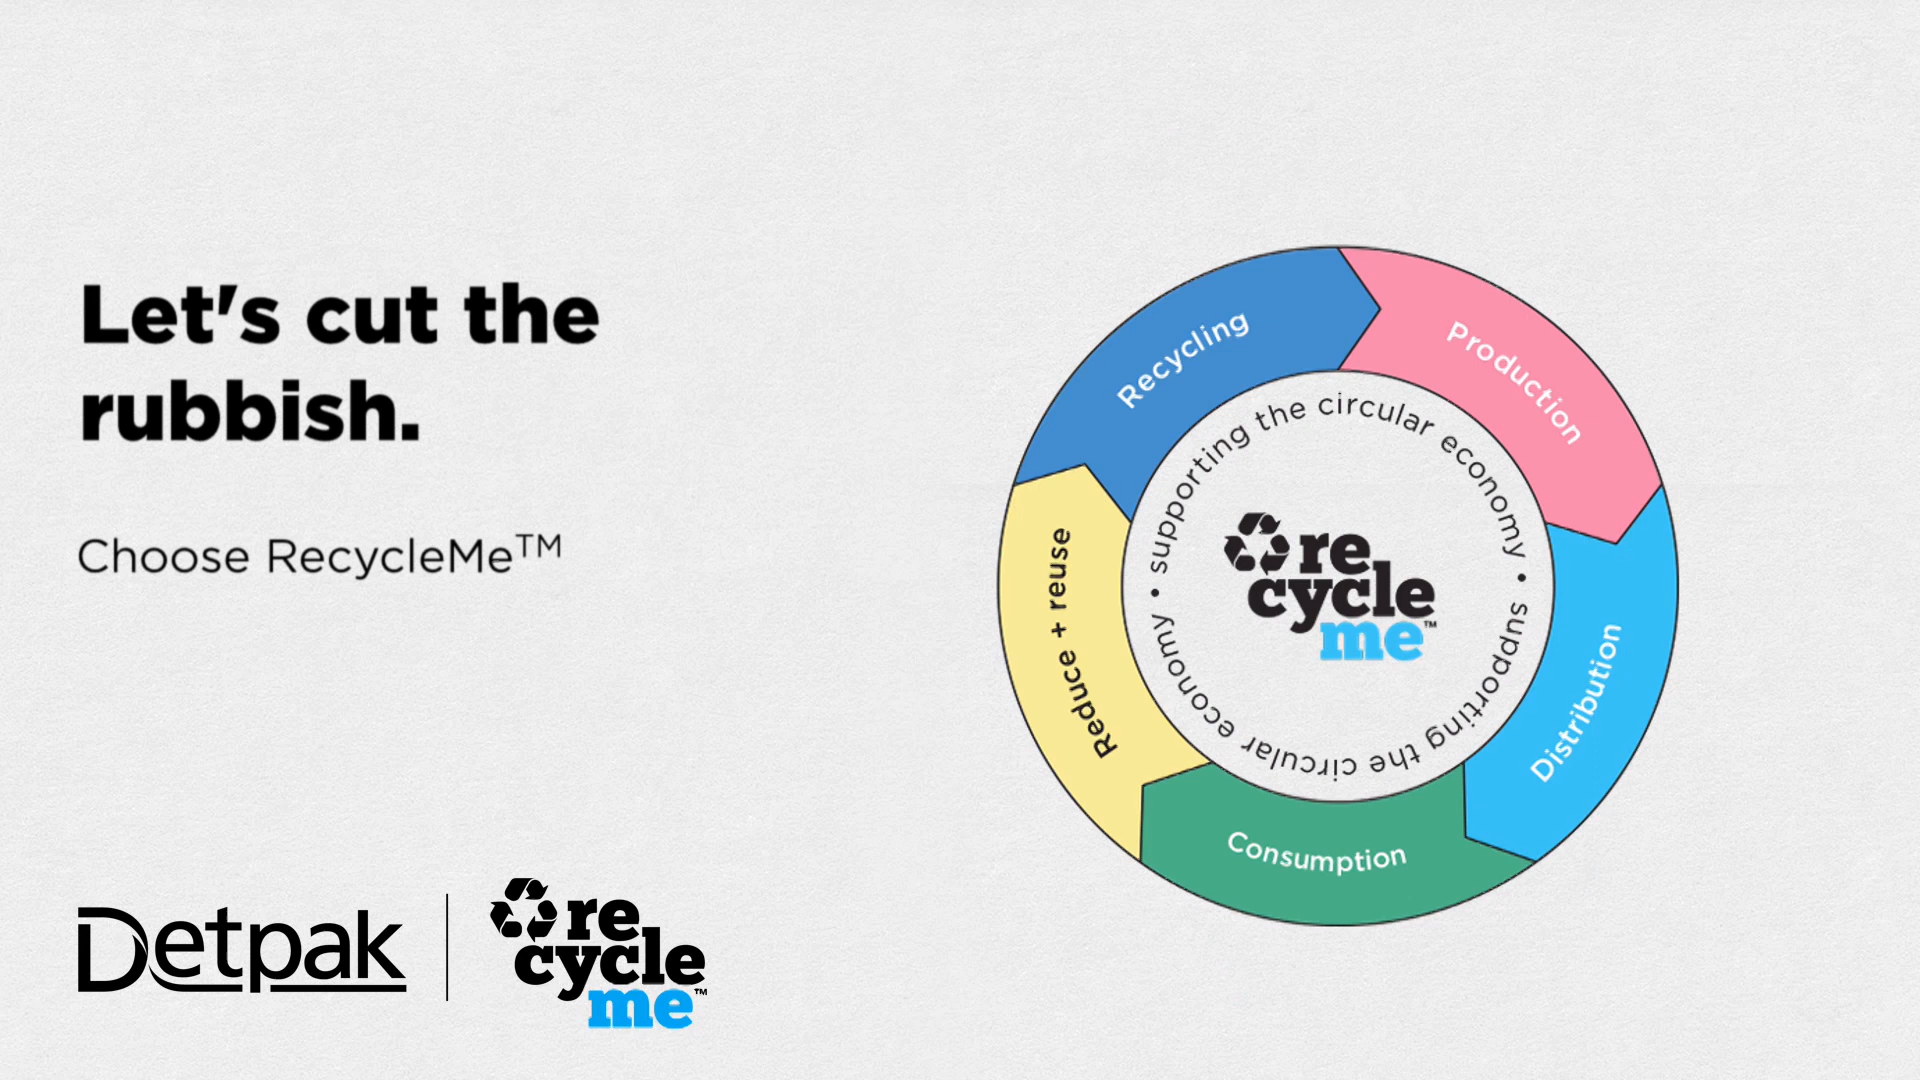 Let's cut the
rubbish.
Choose RecycleMe™
Detpak
re
cycle
me™
Recycling
Production
Distribution
Consumption
Reduce + reuse
supporting the circular economy • supporting the circular economy •
re
cycle
me™